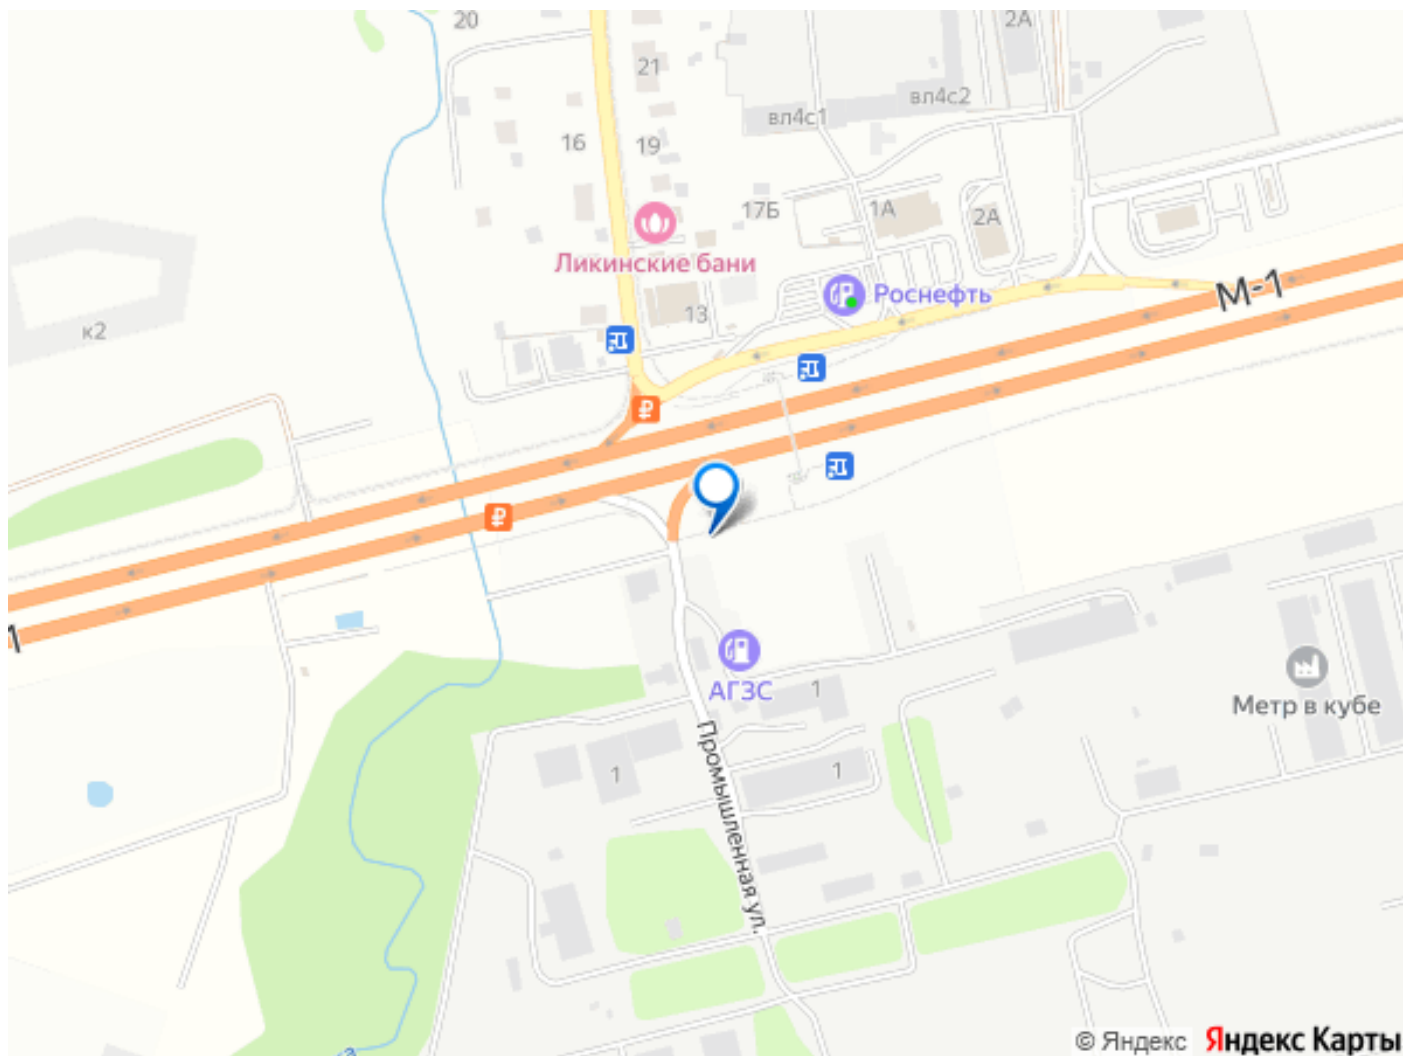 20
2А
21
вл4с2
вл4с1
16
19
17Б
1А
2А
Ликинские бани
Роснефть
М-1
13
к2
1
АГЗС
1
Метр в кубе
Промышленная ул.
1
1
© Яндекс
Яндекс Карты